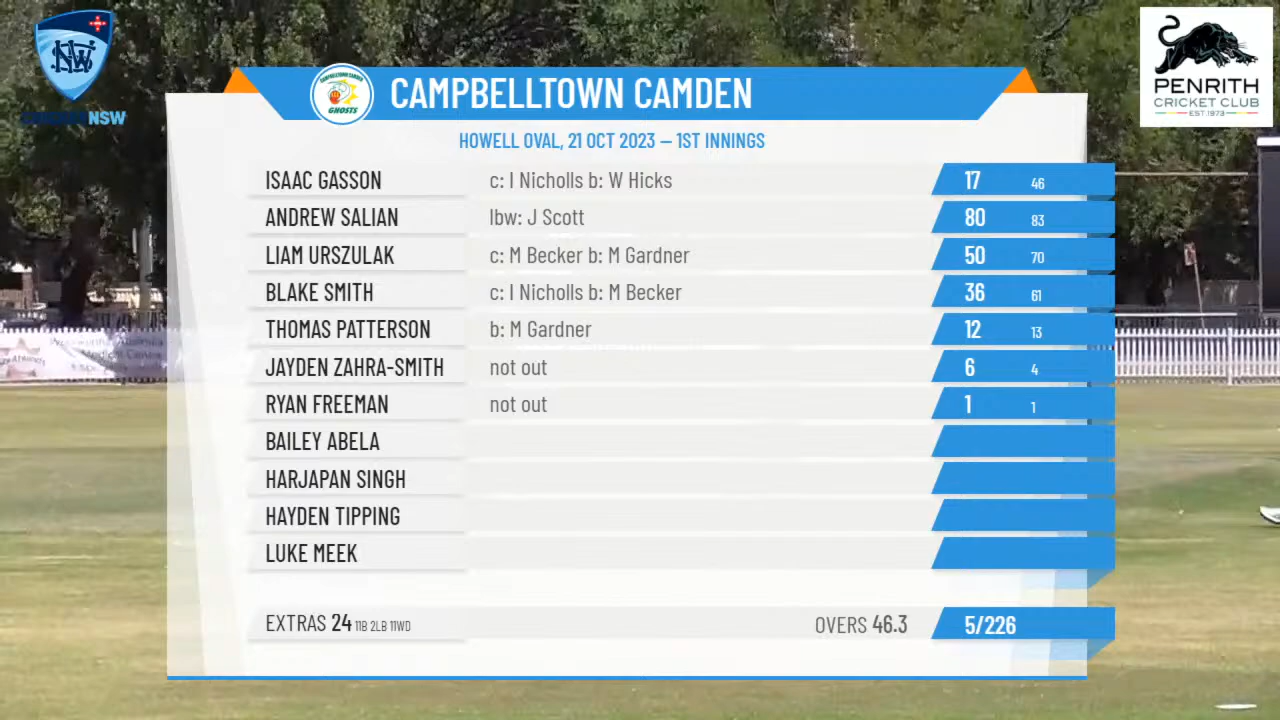 CAMPBELLTOWN CAMDEN
HOWELL OVAL, 21 OCT 2023 – 1ST INNINGS
ISAAC GASSON c: I Nicholls b: W Hicks 17 46
ANDREW SALIAN lbw: J Scott 80 83
LIAM URSZULAK c: M Becker b: M Gardner 50 70
BLAKE SMITH c: I Nicholls b: M Becker 36 61
THOMAS PATTERSON b: M Gardner 12 13
JAYDEN ZAHRA-SMITH not out 6 4
RYAN FREEMAN not out 1 1
BAILEY ABELA
HARJAPAN SINGH
HAYDEN TIPPING
LUKE MEEK
EXTRAS 24 11B 2LB 11WD OVERS 46.3 5/226
NSW
CRICKET NSW
GHOSTS
PENRITH
CRICKET CLUB
EST 1973